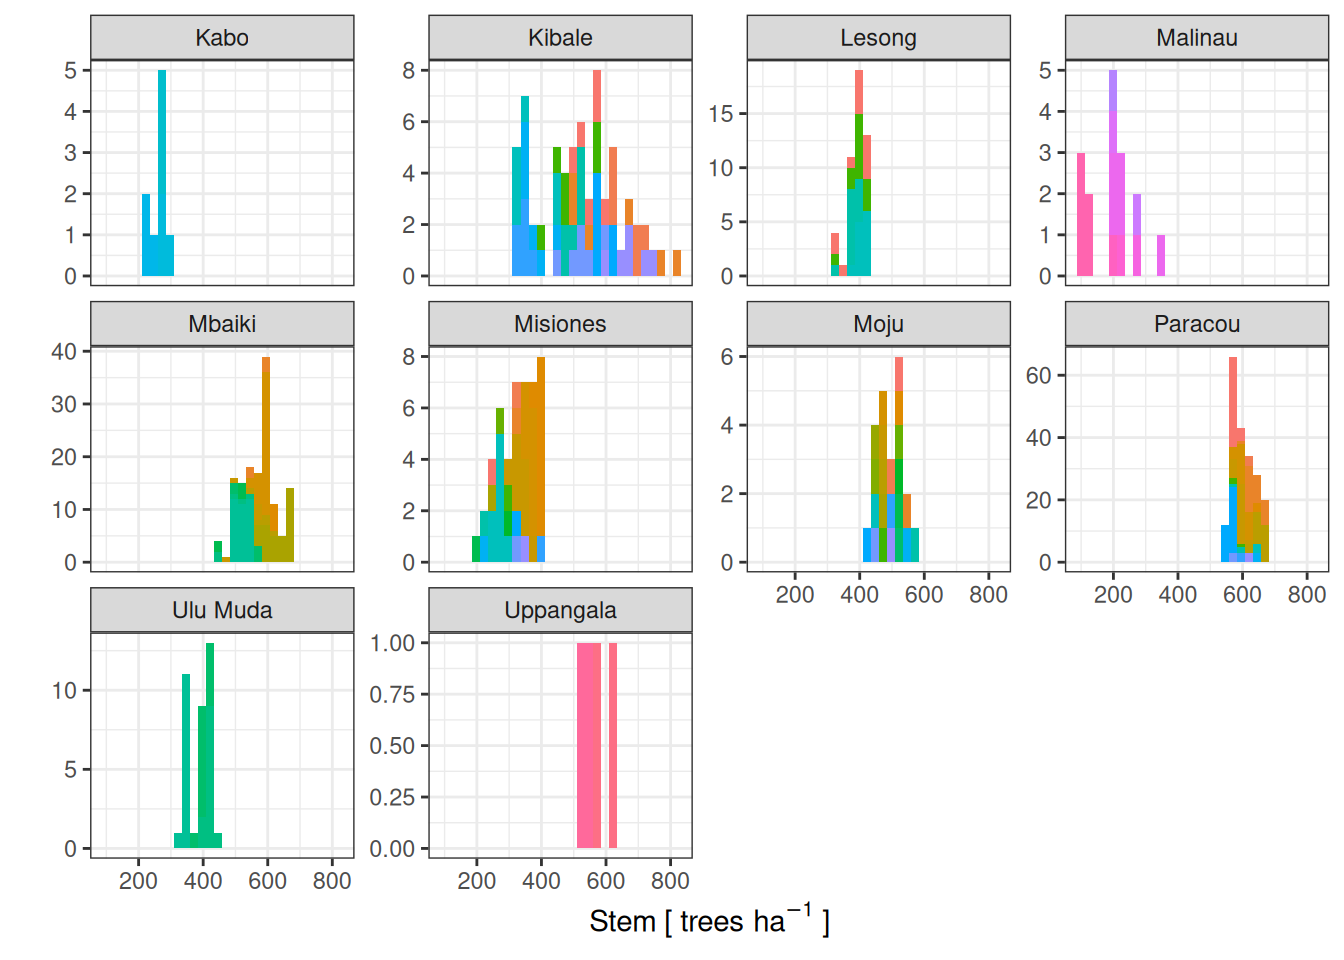 Kabo Kibale Lesong Malinau
5 8 5
4 6 15 4
3 4 10 3
2 2 5 2
1 1
0 0 0 0
Mbaiki Misiones Moju Paracou
40 8 6
30 6 4 60
20 4 40
10 2 2 20
0 0 0 0
200 400 600 800 200 400 600 800
Ulu Muda Uppangala
1.00
10 0.75
5 0.50
0.25
0 0.00
200 400 600 800 200 400 600 800
Stem [ trees ha⁻¹ ]